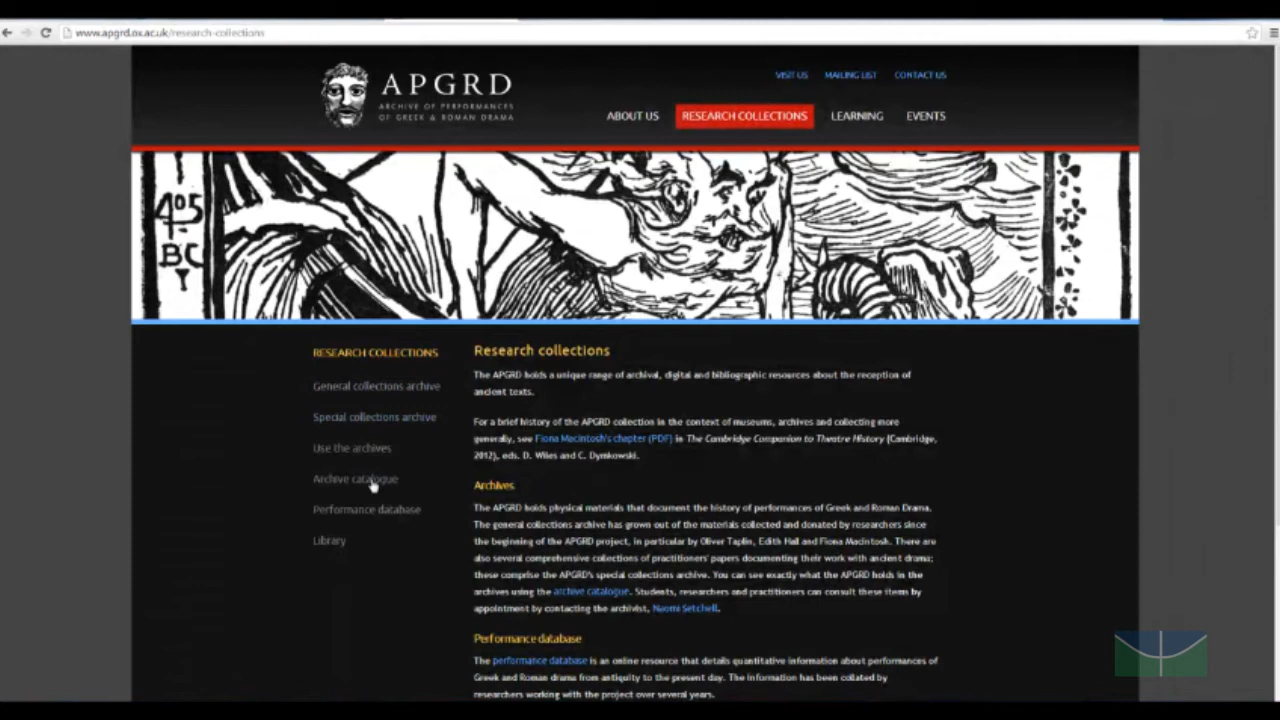 www.apgrd.ox.ac.uk/research-collections
APGRD
ARCHIVE OF PERFORMANCES
OF GREEK & ROMAN DRAMA
VISIT US MAILING LIST CONTACT US
ABOUT US RESEARCH COLLECTIONS LEARNING EVENTS
405
BC
RESEARCH COLLECTIONS
General collections archive
Special collections archive
Use the archives
Archive catalogue
Performance database
Library
Research collections
The APGRD holds a unique range of archival, digital and bibliographic resources about the reception of
ancient texts.
For a brief history of the APGRD collection in the context of museums, archives and collecting more
generally, see Fiona Macintosh's chapter (PDF) in The Cambridge Companion to Theatre History (Cambridge,
2012), eds. D. Wiles and C. Dymkowski.
Archives
The APGRD holds physical materials that document the history of performances of Greek and Roman Drama.
The general collections archive has grown out of the materials collected and donated by researchers since
the beginning of the APGRD project, in particular by Oliver Taplin, Edith Hall and Fiona Macintosh. There are
also several comprehensive collections of practitioners' papers documenting their work with ancient drama;
these comprise the APGRD's special collections archive. You can see exactly what the APGRD holds in the
archives using the archive catalogue. Students, researchers and practitioners can consult these items by
appointment by contacting the archivist, Naomi Setchell.
Performance database
The performance database is an online resource that details quantitative information about performances of
Greek and Roman drama from antiquity to the present day. The information has been collated by
researchers working with the project over several years.